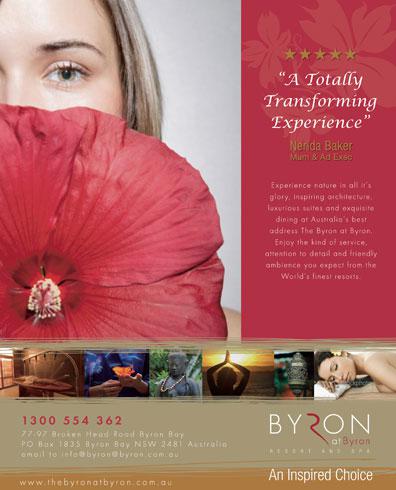 “A Totally
Transforming
Experience”
Nerida Baker
Mum & Ad Exec
Experience nature in all it's
glory, inspiring architecture,
luxurious suites and exquisite
dining at Australia's best
address The Byron at Byron.
Enjoy the kind of service,
attention to detail and friendly
ambience you expect from the
World's finest resorts.
1300 554 362
77-97 Broken Head Road Byron Bay
PO Box 1835 Byron Bay NSW 2481 Australia
email to info@byron@byron.com.au
www.thebyronatbyron.com.au
BYRON
at Byron
RESORT AND SPA
An Inspired Choice